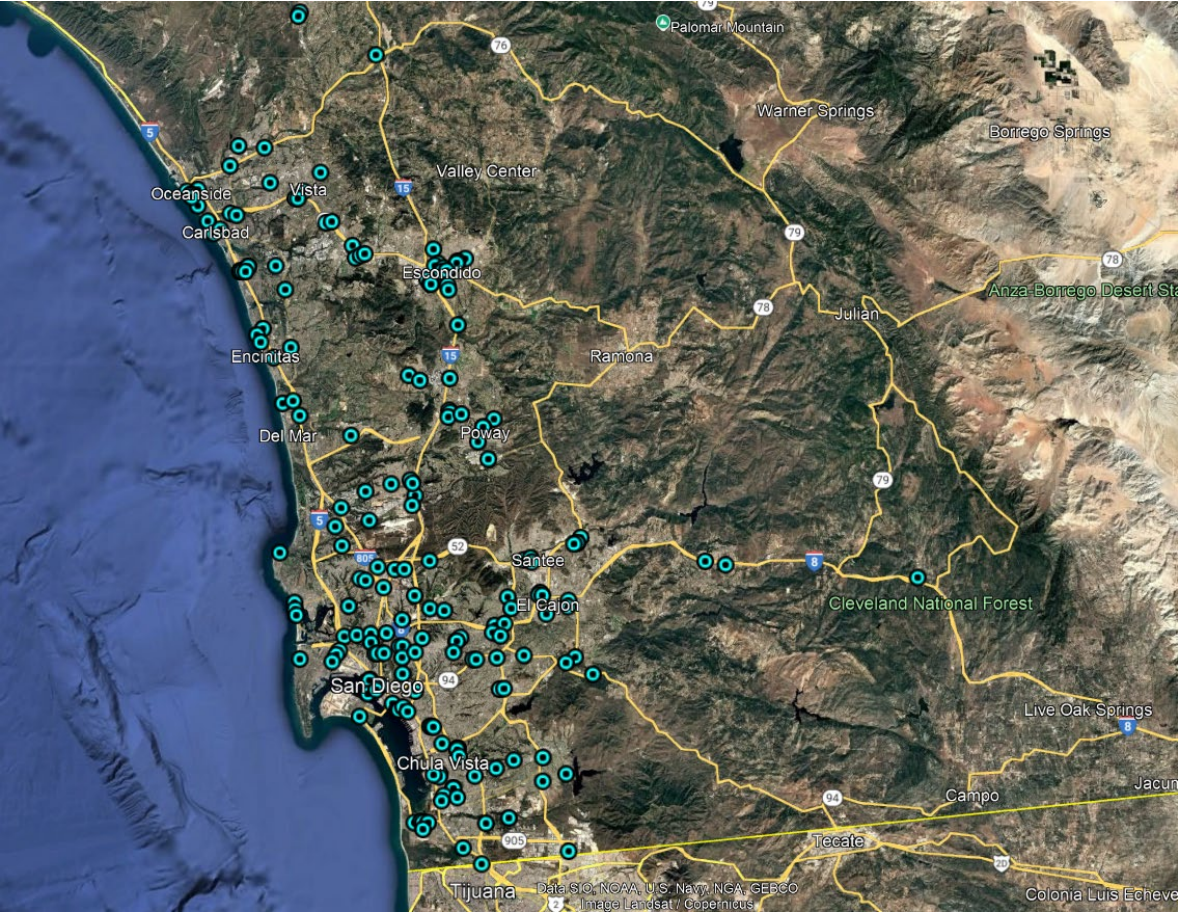 79
Palomar Mountain
76
Warner Springs
5
Borrego Springs
Valley Center
Oceanside
Vista
15
Carlsbad
79
78
Escondido
Anza-Borrego Desert Sta
78
Julian
15
Encinitas
Ramona
Del Mar
Poway
79
5
52
805
Santee
8
El Cajon
Cleveland National Forest
8
94
San Diego
Live Oak Springs
8
Chula Vista
Jacum
94
Campo
905
Tecate
2D
Tijuana
Data SIO, NOAA, U.S. Navy, NGA, GEBCO
Image Landsat / Copernicus
2
Colonia Luis Echeve